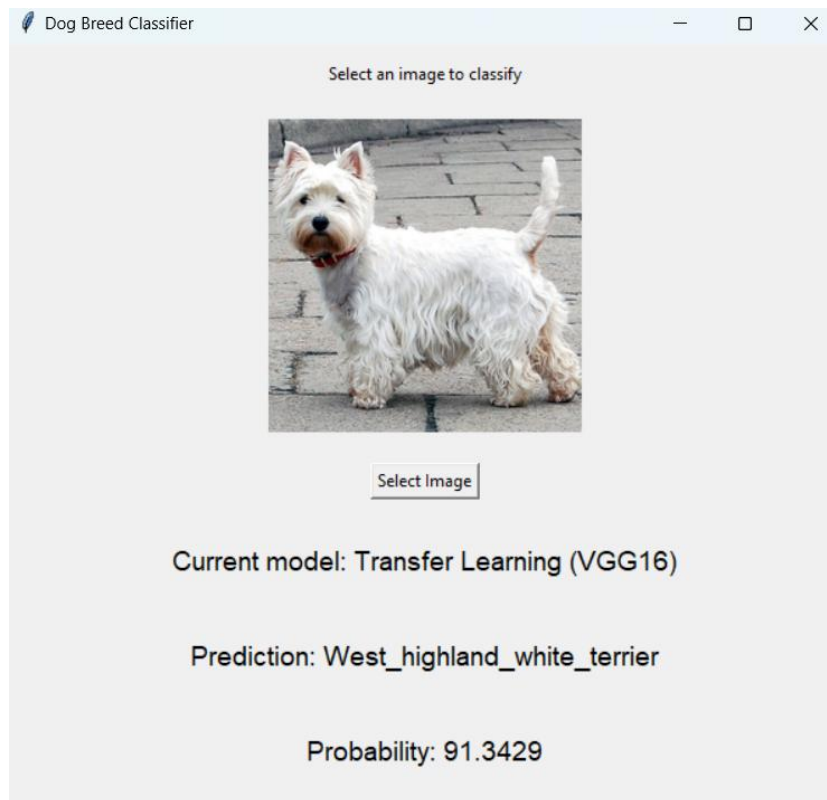 Dog Breed Classifier
Select an image to classify
Select Image
Current model: Transfer Learning (VGG16)
Prediction: West_highland_white_terrier
Probability: 91.3429